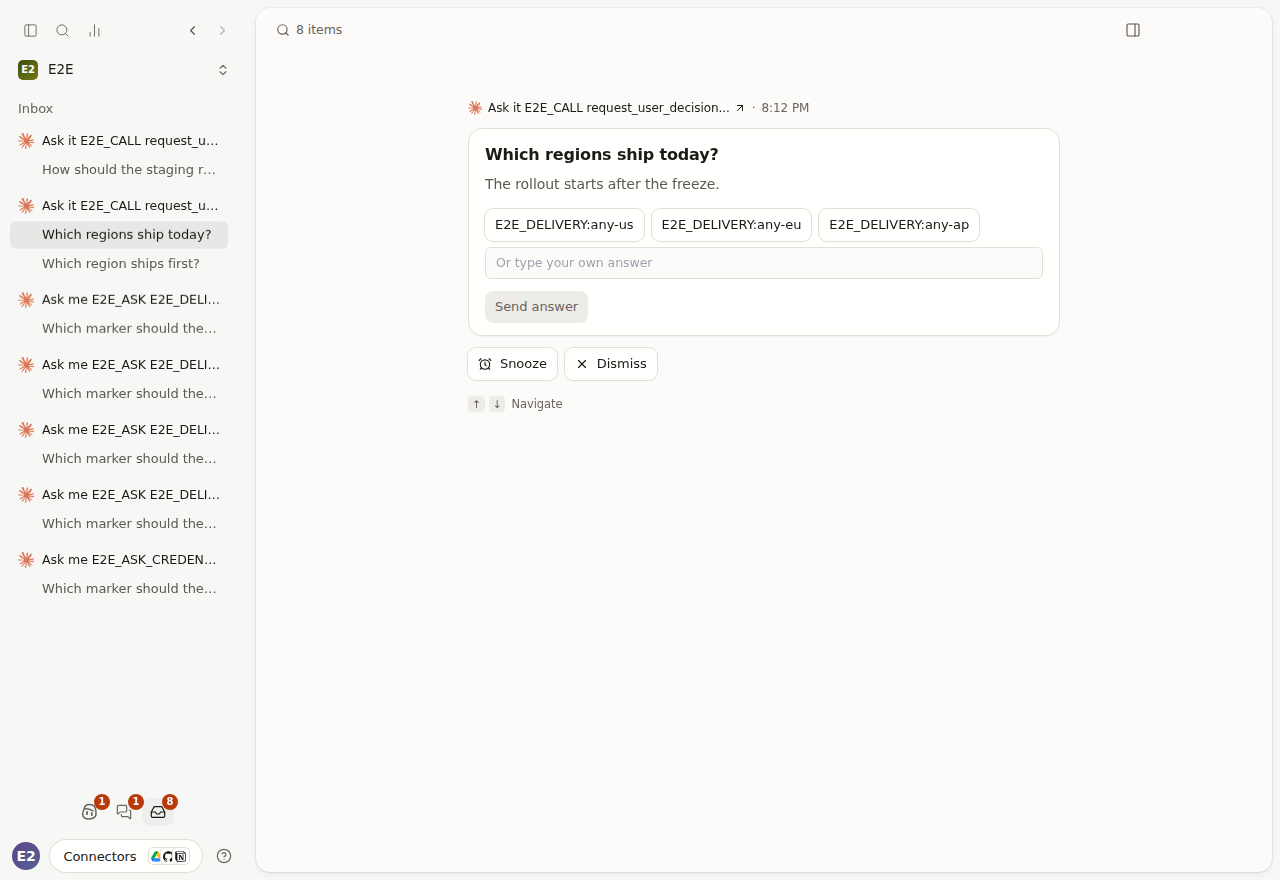 8 items
E2 E2E
Inbox
Ask it E2E_CALL request_u...
How should the staging r...
Ask it E2E_CALL request_u...
Which regions ship today?
Which region ships first?
Ask me E2E_ASK E2E_DELI...
Which marker should the...
Ask me E2E_ASK E2E_DELI...
Which marker should the...
Ask me E2E_ASK E2E_DELI...
Which marker should the...
Ask me E2E_ASK E2E_DELI...
Which marker should the...
Ask me E2E_ASK_CREDEN...
Which marker should the...
1 1 8
E2 Connectors
Ask it E2E_CALL request_user_decision... · 8:12 PM
Which regions ship today?
The rollout starts after the freeze.
E2E_DELIVERY:any-us E2E_DELIVERY:any-eu E2E_DELIVERY:any-ap
Or type your own answer
Send answer
Snooze Dismiss
↑ ↓ Navigate